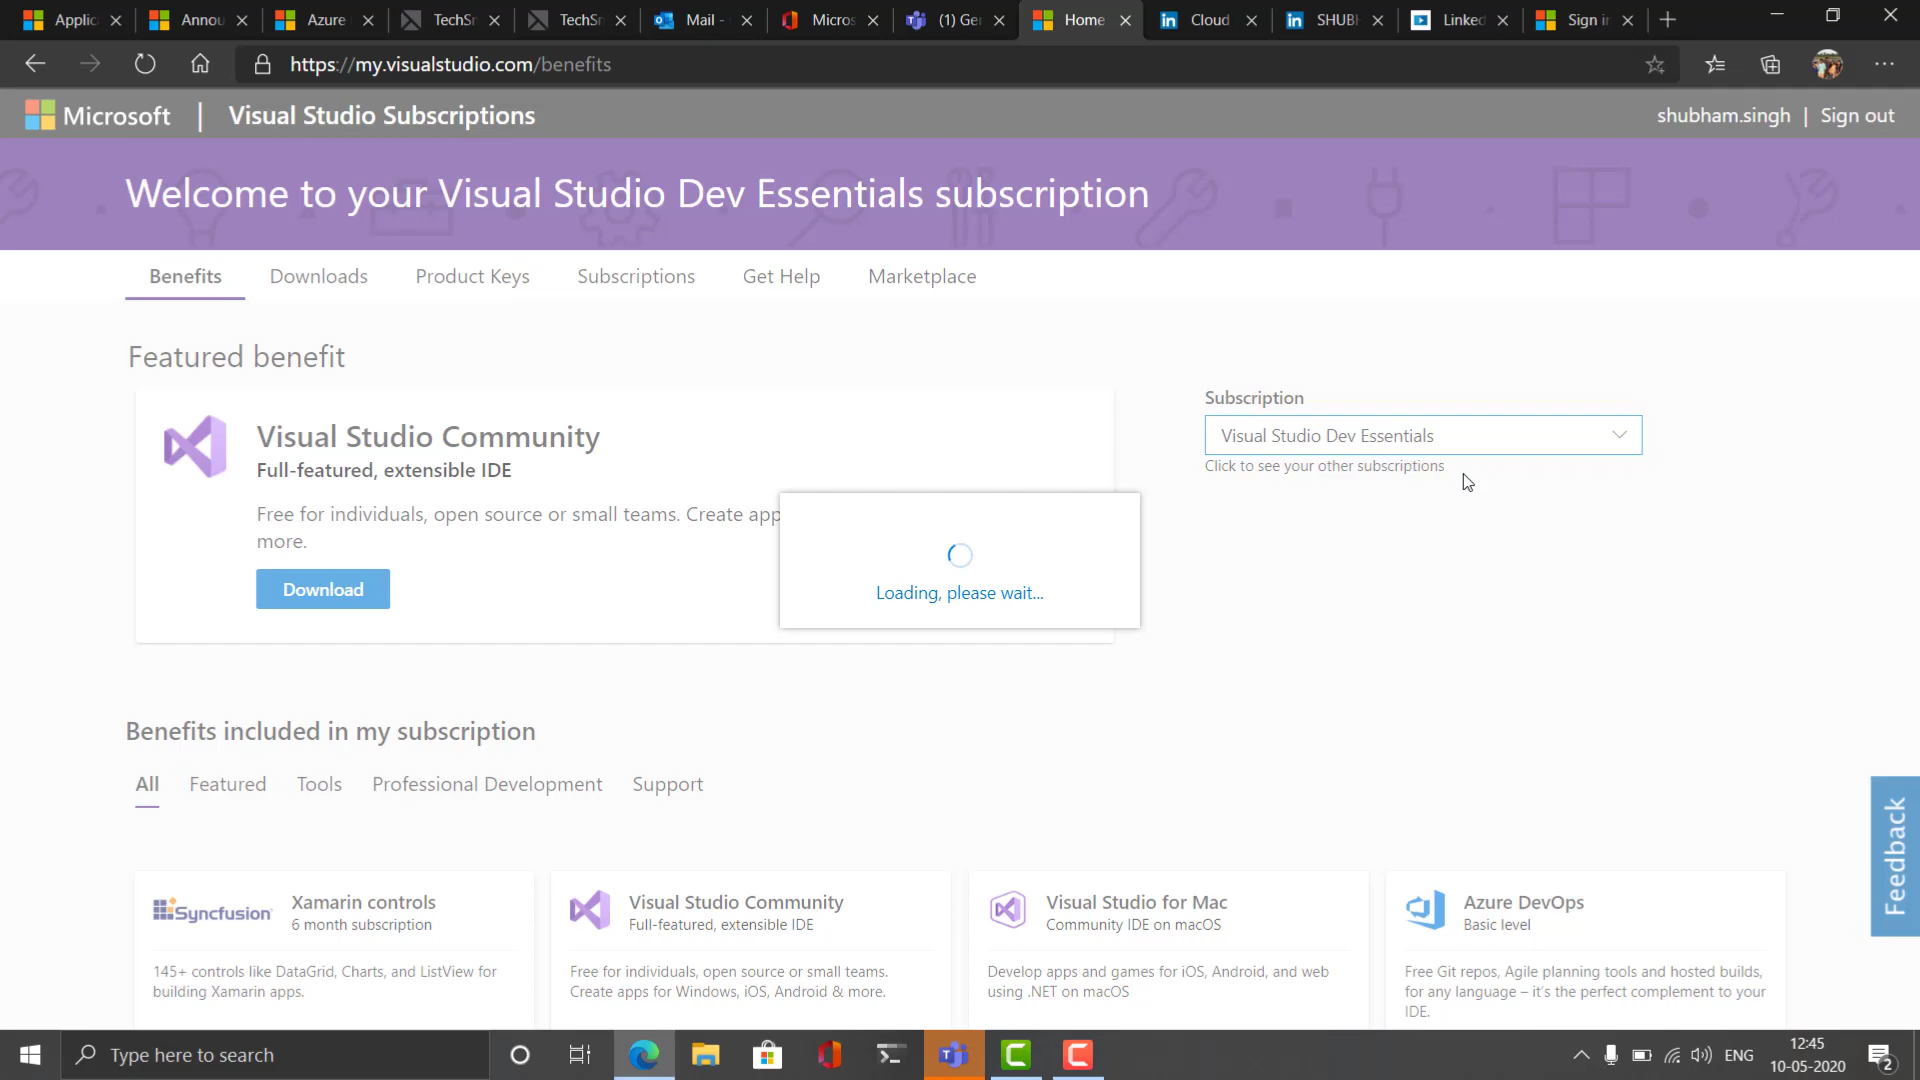 Applic
Annou
Azure
TechSm
TechSm
Mail -
Micros
(1) Gen
Home
Cloud
SHUBH
Linked
Sign in
https://my.visualstudio.com/benefits
Microsoft | Visual Studio Subscriptions
shubham.singh | Sign out
Welcome to your Visual Studio Dev Essentials subscription
Benefits Downloads Product Keys Subscriptions Get Help Marketplace
Featured benefit
Visual Studio Community
Full-featured, extensible IDE
Free for individuals, open source or small teams. Create app
more.
Download
Subscription
Visual Studio Dev Essentials
Click to see your other subscriptions
Loading, please wait...
Benefits included in my subscription
All Featured Tools Professional Development Support
Syncfusion
Xamarin controls
6 month subscription
145+ controls like DataGrid, Charts, and ListView for
building Xamarin apps.
Visual Studio Community
Full-featured, extensible IDE
Free for individuals, open source or small teams.
Create apps for Windows, iOS, Android & more.
Visual Studio for Mac
Community IDE on macOS
Develop apps and games for iOS, Android, and web
using .NET on macOS
Azure DevOps
Basic level
Free Git repos, Agile planning tools and hosted builds,
for any language – it's the perfect complement to your
IDE.
Feedback
Type here to search
ENG
12:45
10-05-2020
2